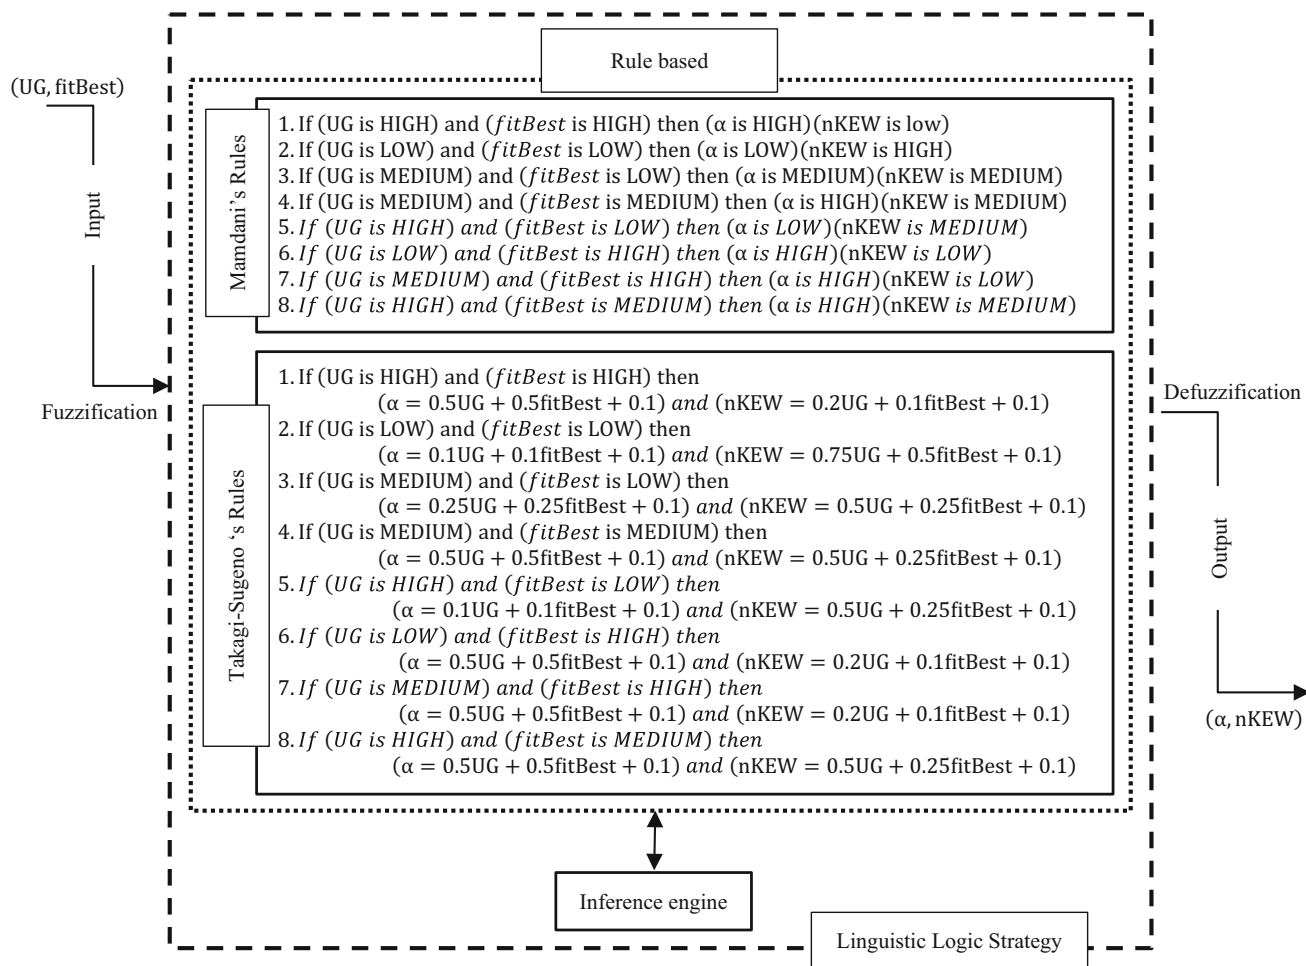 Rule based
(UG, fitBest)
Input
Fuzzification
Mamdani's Rules
1. If (UG is HIGH) and (fitBest is HIGH) then (α is HIGH)(nKEW is low)
2. If (UG is LOW) and (fitBest is LOW) then (α is LOW)(nKEW is HIGH)
3. If (UG is MEDIUM) and (fitBest is LOW) then (α is MEDIUM)(nKEW is MEDIUM)
4. If (UG is MEDIUM) and (fitBest is MEDIUM) then (α is HIGH)(nKEW is MEDIUM)
5. If (UG is HIGH) and (fitBest is LOW) then (α is LOW)(nKEW is MEDIUM)
6. If (UG is LOW) and (fitBest is HIGH) then (α is HIGH)(nKEW is LOW)
7. If (UG is MEDIUM) and (fitBest is HIGH) then (α is HIGH)(nKEW is LOW)
8. If (UG is HIGH) and (fitBest is MEDIUM) then (α is HIGH)(nKEW is MEDIUM)
Takagi-Sugeno ‘s Rules
1. If (UG is HIGH) and (fitBest is HIGH) then
(α = 0.5UG + 0.5fitBest + 0.1) and (nKEW = 0.2UG + 0.1fitBest + 0.1)
2. If (UG is LOW) and (fitBest is LOW) then
(α = 0.1UG + 0.1fitBest + 0.1) and (nKEW = 0.75UG + 0.5fitBest + 0.1)
3. If (UG is MEDIUM) and (fitBest is LOW) then
(α = 0.25UG + 0.25fitBest + 0.1) and (nKEW = 0.5UG + 0.25fitBest + 0.1)
4. If (UG is MEDIUM) and (fitBest is MEDIUM) then
(α = 0.5UG + 0.5fitBest + 0.1) and (nKEW = 0.5UG + 0.25fitBest + 0.1)
5. If (UG is HIGH) and (fitBest is LOW) then
(α = 0.1UG + 0.1fitBest + 0.1) and (nKEW = 0.5UG + 0.25fitBest + 0.1)
6. If (UG is LOW) and (fitBest is HIGH) then
(α = 0.5UG + 0.5fitBest + 0.1) and (nKEW = 0.2UG + 0.1fitBest + 0.1)
7. If (UG is MEDIUM) and (fitBest is HIGH) then
(α = 0.5UG + 0.5fitBest + 0.1) and (nKEW = 0.2UG + 0.1fitBest + 0.1)
8. If (UG is HIGH) and (fitBest is MEDIUM) then
(α = 0.5UG + 0.5fitBest + 0.1) and (nKEW = 0.5UG + 0.25fitBest + 0.1)
Defuzzification
Output
(α, nKEW)
Inference engine
Linguistic Logic Strategy